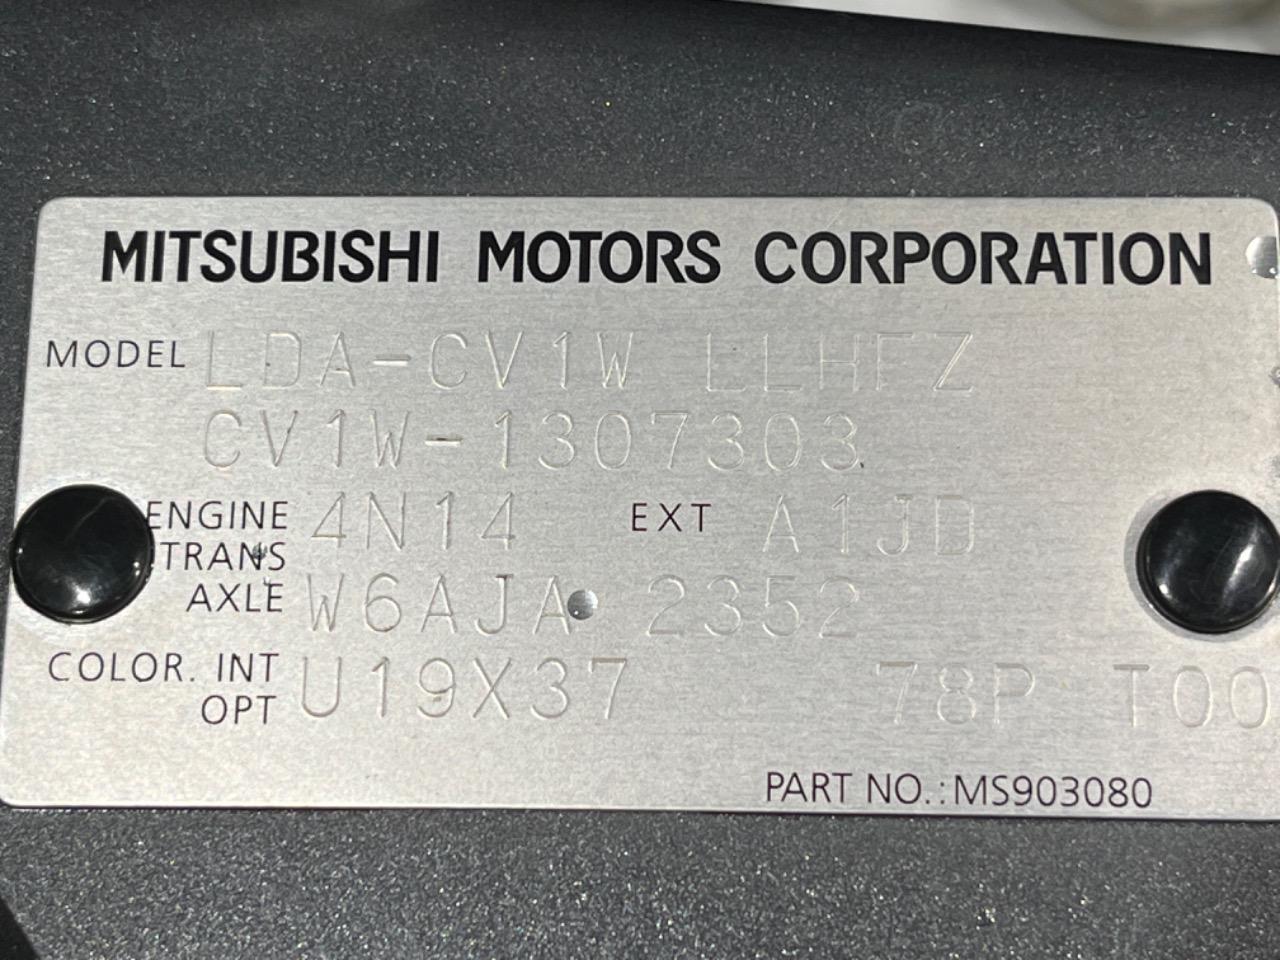 MITSUBISHI MOTORS CORPORATION
MODEL LDA-CV1W LLHFZ
CV1W-1307303
ENGINE 4N14 EXT A1JD
TRANS
AXLE W6AJA 2352
COLOR. INT
OPT U19X37 78P T00
PART NO.:MS903080